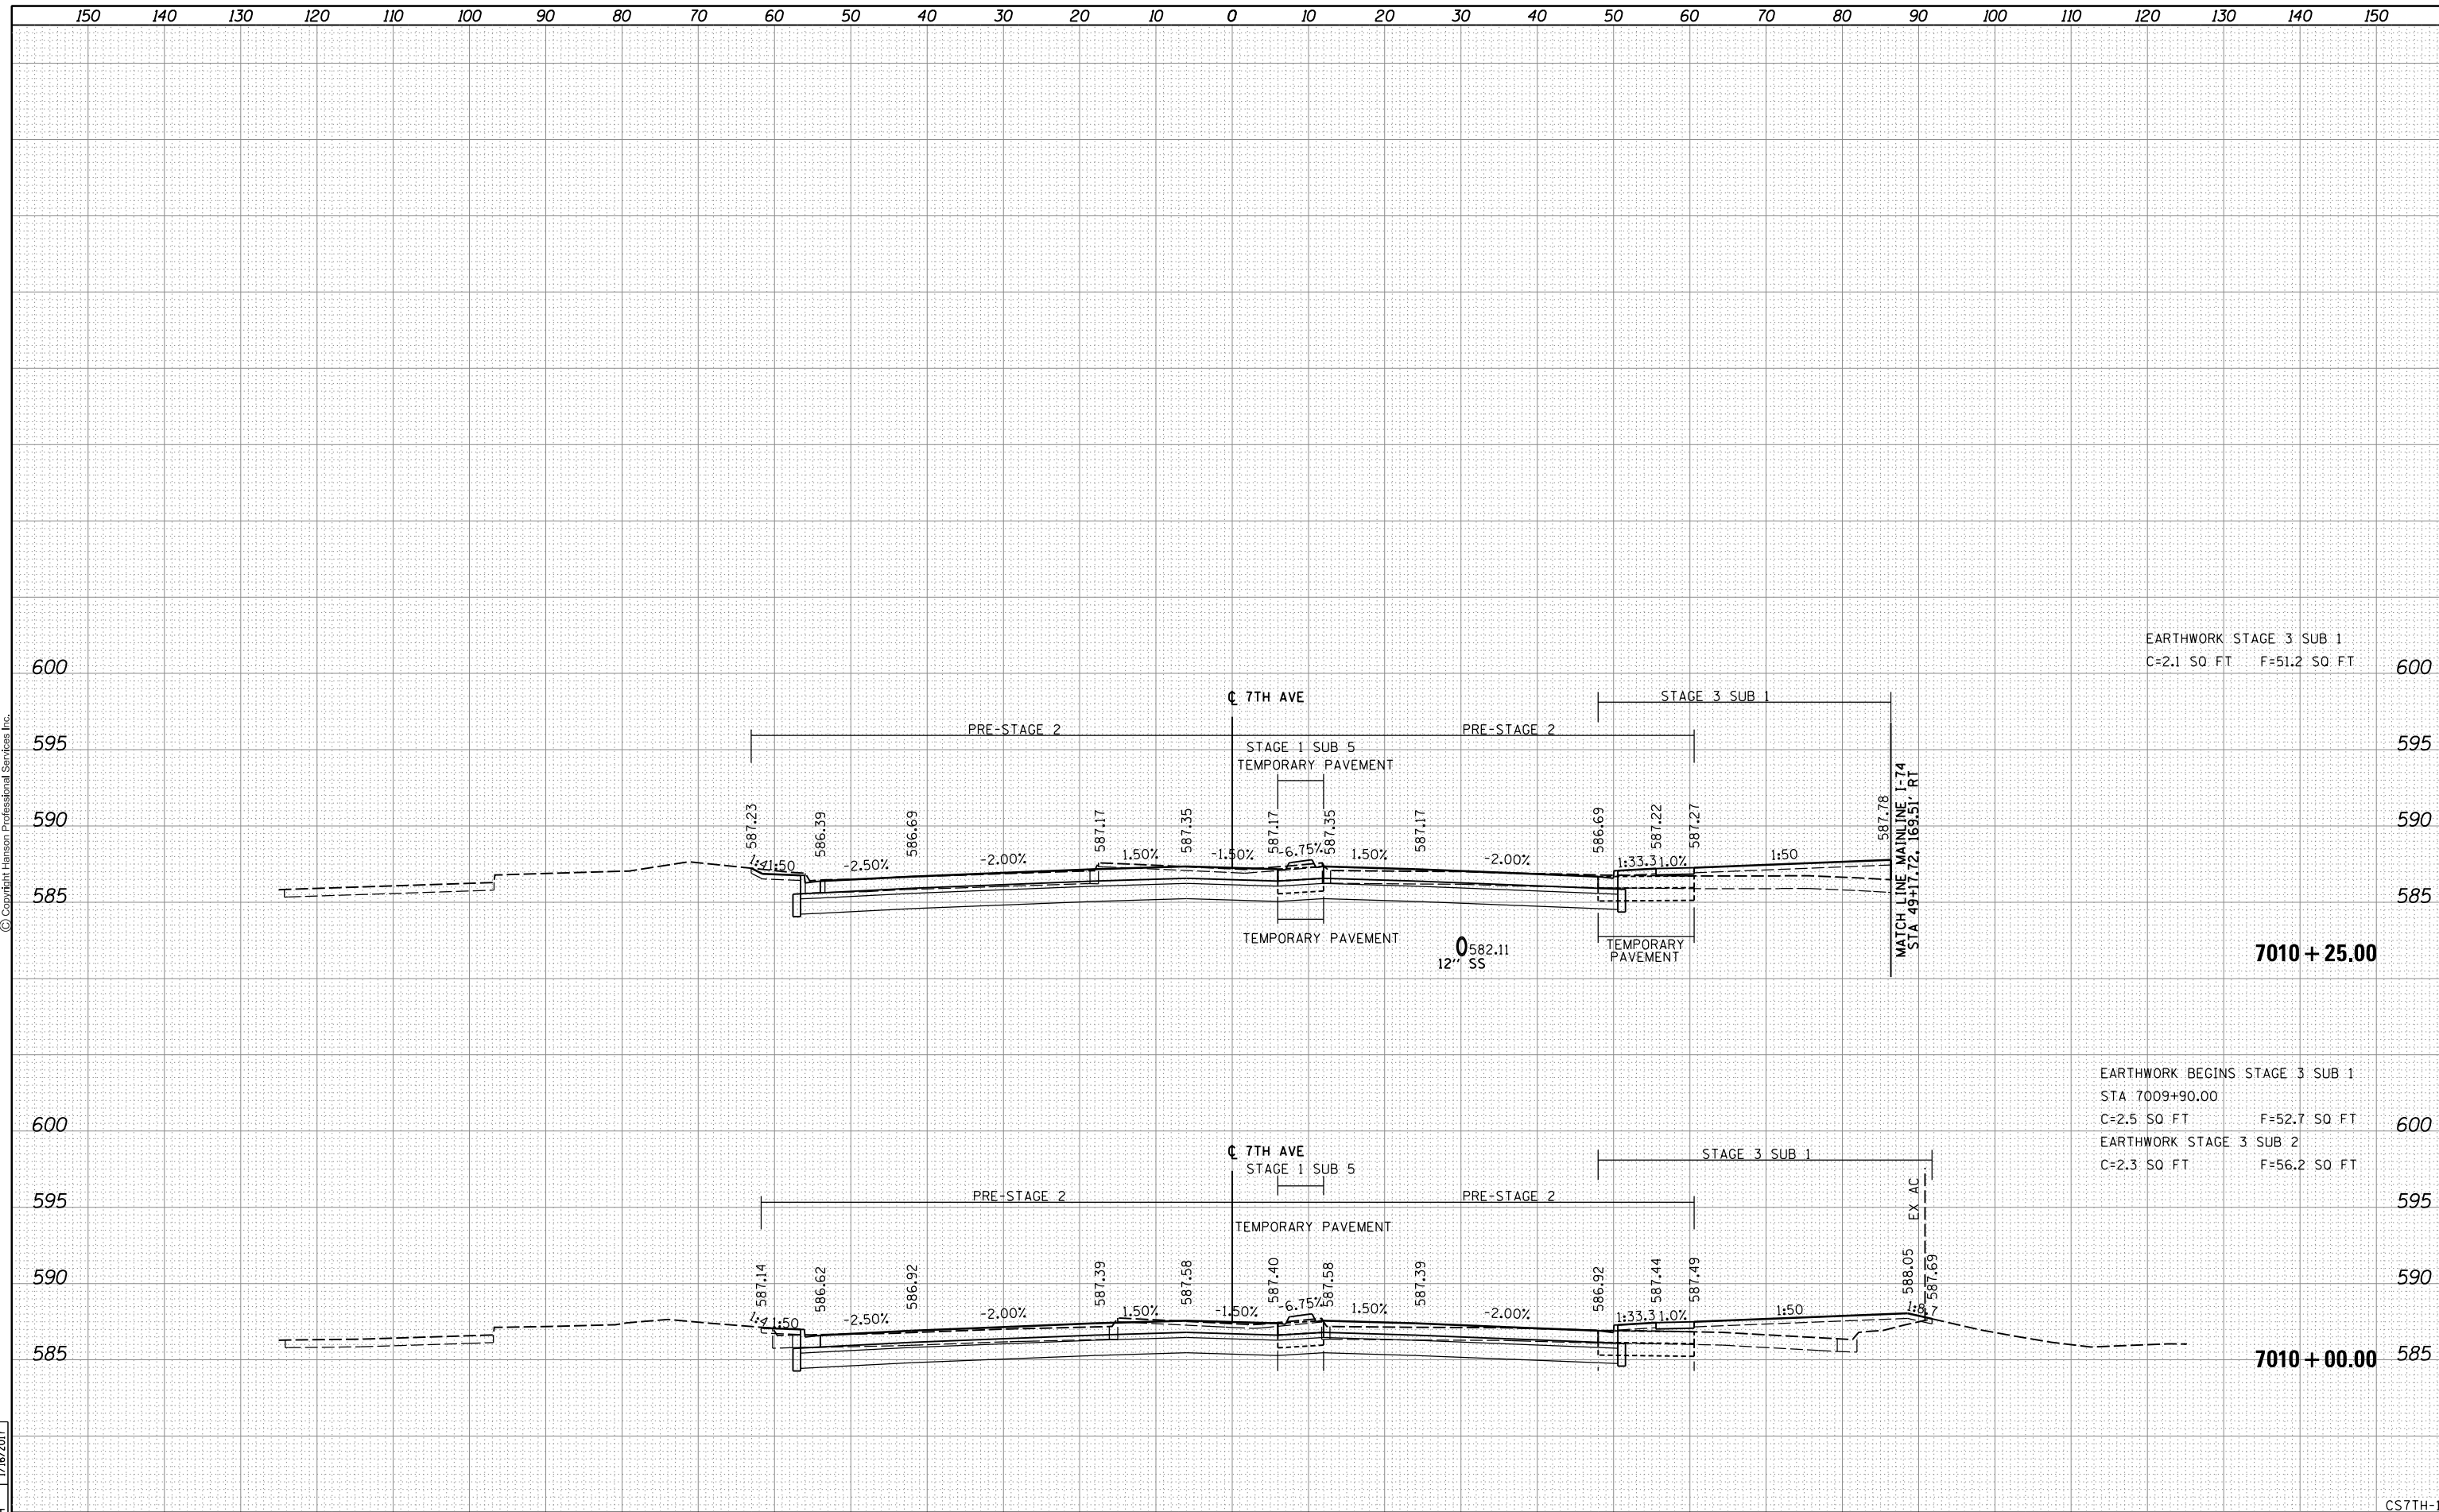 150 140 130 120 110 100 90 80 70 60 50 40 30 20 10 0 10 20 30 40 50 60 70 80 90 100 110 120 130 140 150
EARTHWORK STAGE 3 SUB 1
C=2.1 SQ FT F=51.2 SQ FT
600 600
℄ 7TH AVE
STAGE 3 SUB 1
PRE-STAGE 2 PRE-STAGE 2
595 595
STAGE 1 SUB 5
TEMPORARY PAVEMENT
590 590
587.23 586.39 586.69 587.17 587.35 587.17 587.35 587.17 586.69 587.22 587.27 587.78
1:4 1:50 -2.50% -2.00% 1.50% -1.50% -6.75% 1.50% -2.00% 1:33.3 1.0% 1:50
MATCH LINE MAINLINE I-74
STA 49+17.72, 169.51' RT
585 585
TEMPORARY PAVEMENT
TEMPORARY
PAVEMENT
582.11
12" SS
7010+25.00
EARTHWORK BEGINS STAGE 3 SUB 1
STA 7009+90.00
C=2.5 SQ FT F=52.7 SQ FT
600 600
EARTHWORK STAGE 3 SUB 2
C=2.3 SQ FT F=56.2 SQ FT
℄ 7TH AVE
STAGE 1 SUB 5
STAGE 3 SUB 1
PRE-STAGE 2 PRE-STAGE 2
595 595
EX AC
TEMPORARY PAVEMENT
590 590
587.14 586.62 586.92 587.39 587.58 587.40 587.58 587.39 586.92 587.44 587.49 588.05 587.69
1:4 1:50 -2.50% -2.00% 1.50% -1.50% -6.75% 1.50% -2.00% 1:33.3 1.0% 1:50 1:8.7
585 585
7010+00.00
© Copyright Hanson Professional Services Inc.
1/16/2017